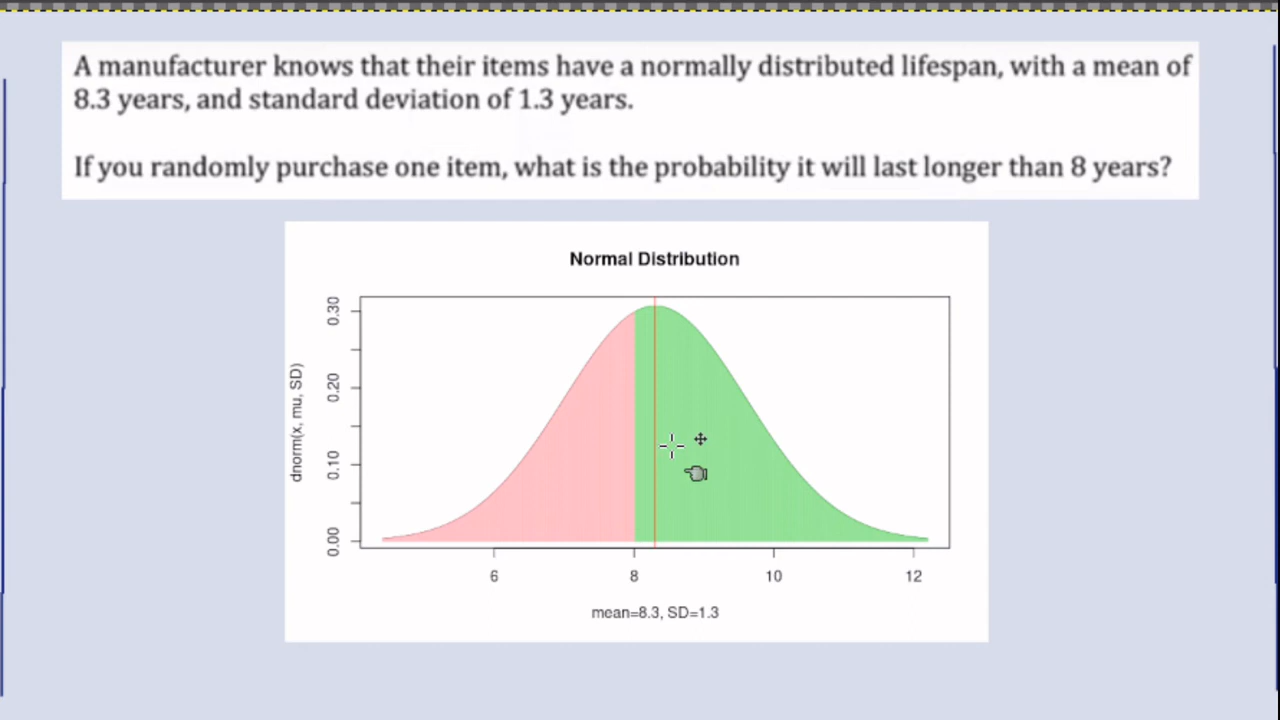 A manufacturer knows that their items have a normally distributed lifespan, with a mean of
8.3 years, and standard deviation of 1.3 years.
If you randomly purchase one item, what is the probability it will last longer than 8 years?
Normal Distribution
dnorm(x, mu, SD)
0.30
0.20
0.10
0.00
6 8 10 12
mean=8.3, SD=1.3